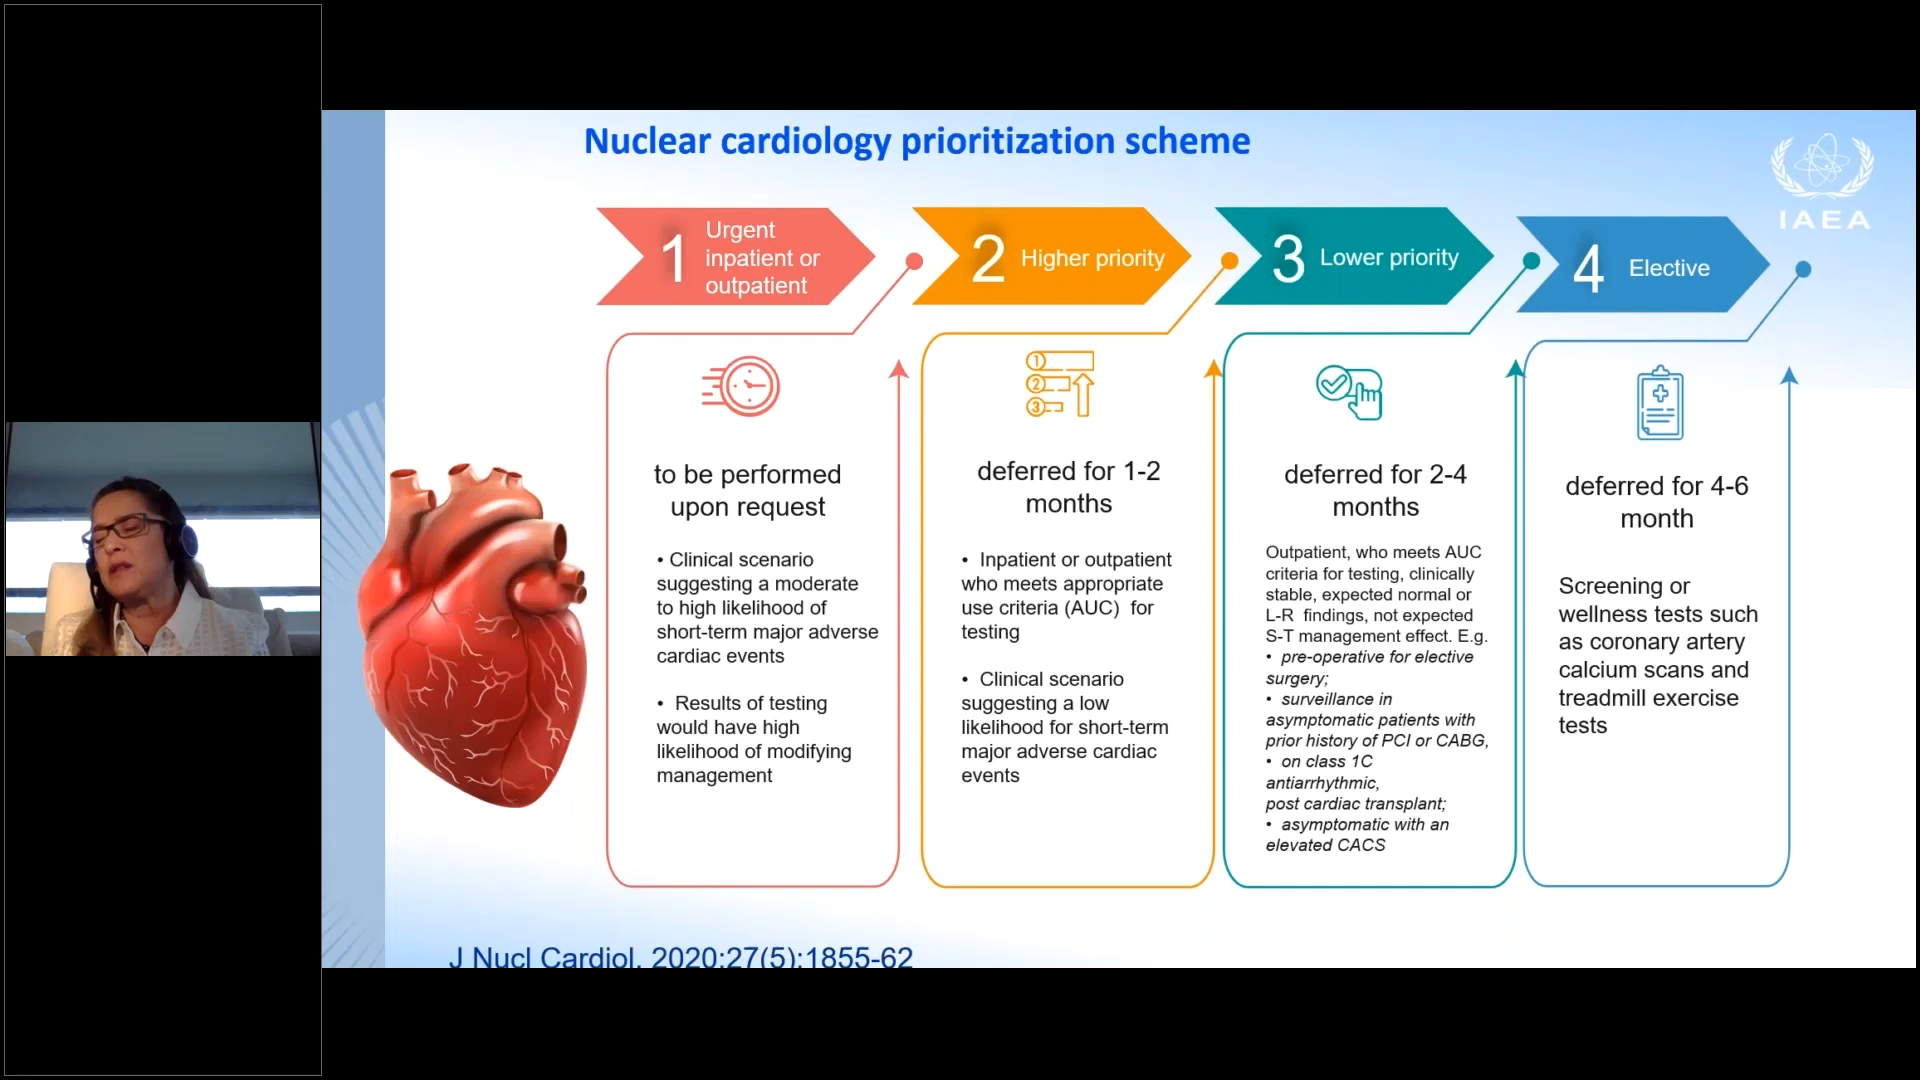 Nuclear cardiology prioritization scheme
IAEA
1
Urgent
inpatient or
outpatient
2
Higher priority
3
Lower priority
4
Elective
to be performed
upon request
• Clinical scenario
suggesting a moderate
to high likelihood of
short-term major adverse
cardiac events
• Results of testing
would have high
likelihood of modifying
management
1
2
3
deferred for 1-2
months
• Inpatient or outpatient
who meets appropriate
use criteria (AUC) for
testing
• Clinical scenario
suggesting a low
likelihood for short-term
major adverse cardiac
events
deferred for 2-4
months
Outpatient, who meets AUC
criteria for testing, clinically
stable, expected normal or
L-R findings, not expected
S-T management effect. E.g.
• pre-operative for elective
surgery;
• surveillance in
asymptomatic patients with
prior history of PCI or CABG,
• on class 1C
antiarrhythmic,
post cardiac transplant;
• asymptomatic with an
elevated CACS
deferred for 4-6
month
Screening or
wellness tests such
as coronary artery
calcium scans and
treadmill exercise
tests
J Nucl Cardiol. 2020;27(5):1855-62